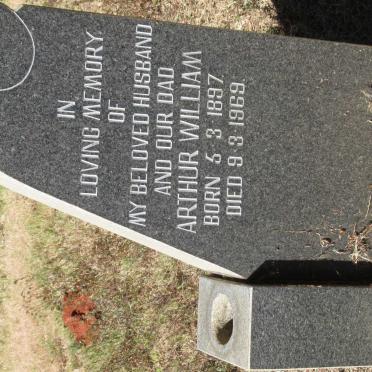 IN
LOVING MEMORY
OF
MY BELOVED HUSBAND
AND OUR DAD
ARTHUR WILLIAM
BORN 5 3 1897
DIED 9 3 1969